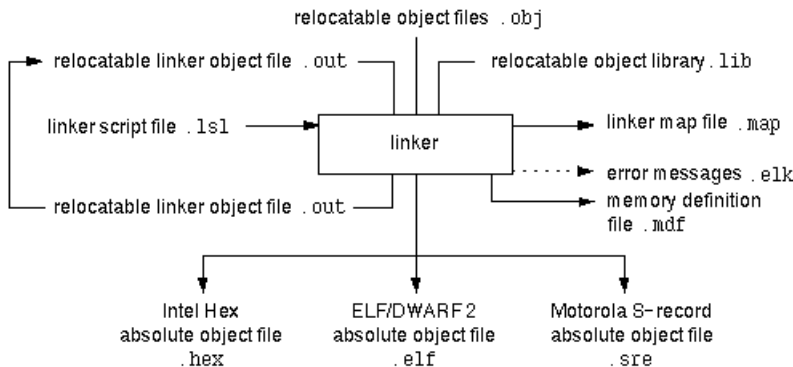 relocatable object files .obj
relocatable linker object file .out
relocatable object library .lib
linker script file .lsl
linker
linker map file .map
error messages .elk
relocatable linker object file .out
memory definition
file .mdf
Intel Hex
absolute object file
.hex
ELF/DWARF 2
absolute object file
.elf
Motorola S-record
absolute object file
.sre